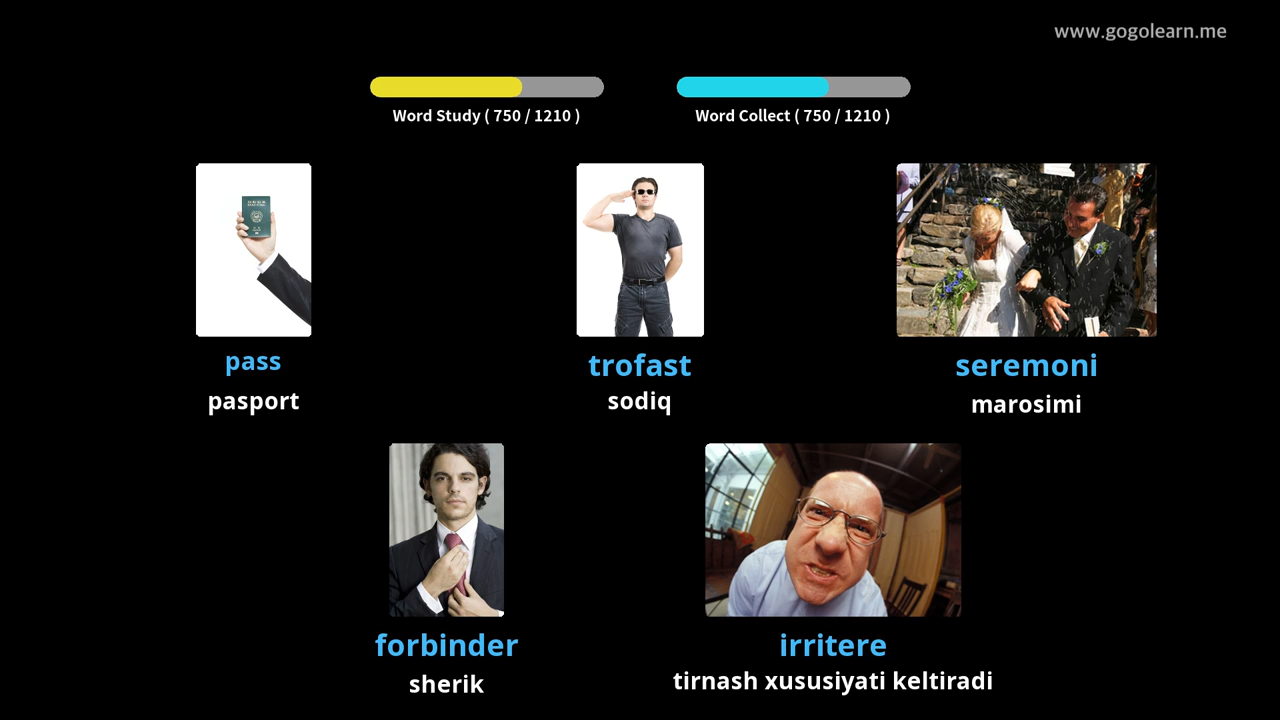 www.gogolearn.me
Word Study ( 750 / 1210 )
Word Collect ( 750 / 1210 )
pass
pasport
trofast
sodiq
seremoni
marosimi
forbinder
sherik
irritere
tirnash xususiyati keltiradi